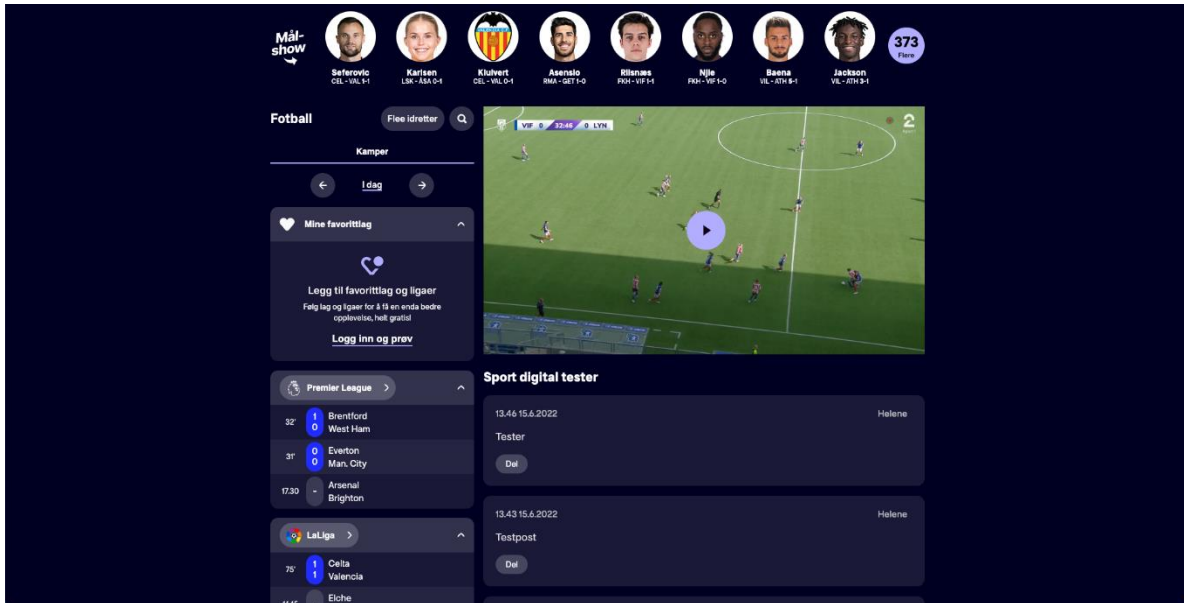 Mål-
show
Seferovic
CEL - VAL 1-1
Karlsen
LSK - ÅSA 0-1
Kluivert
CEL - VAL 0-1
Asensio
RMA - GET 1-0
Riisnæs
FKH - VIF 1-1
Njie
FKH - VIF 1-0
Baena
VIL - ATH 5-1
Jackson
VIL - ATH 3-1
373
Flere
Fotball
Flee idretter
Kamper
I dag
Mine favorittlag
Legg til favorittlag og ligaer
Følg lag og ligaer for å få en enda bedre
opplevelse, helt gratis!
Logg inn og prøv
Premier League
32' 1 Brentford
0 West Ham
31' 0 Everton
0 Man. City
17.30 - Arsenal
Brighton
LaLiga
75' 1 Celta
1 Valencia
Elche
VIF 0 32:46 0 LYN
2
Sport digital tester
13.46 15.6.2022 Helene
Tester
Del
13.43 15.6.2022 Helene
Testpost
Del